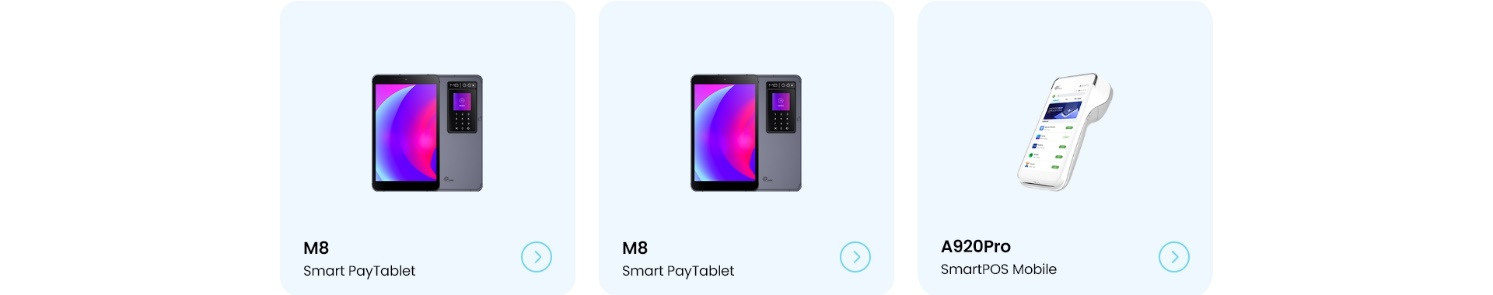 M8
Smart PayTablet
M8
Smart PayTablet
A920Pro
SmartPOS Mobile